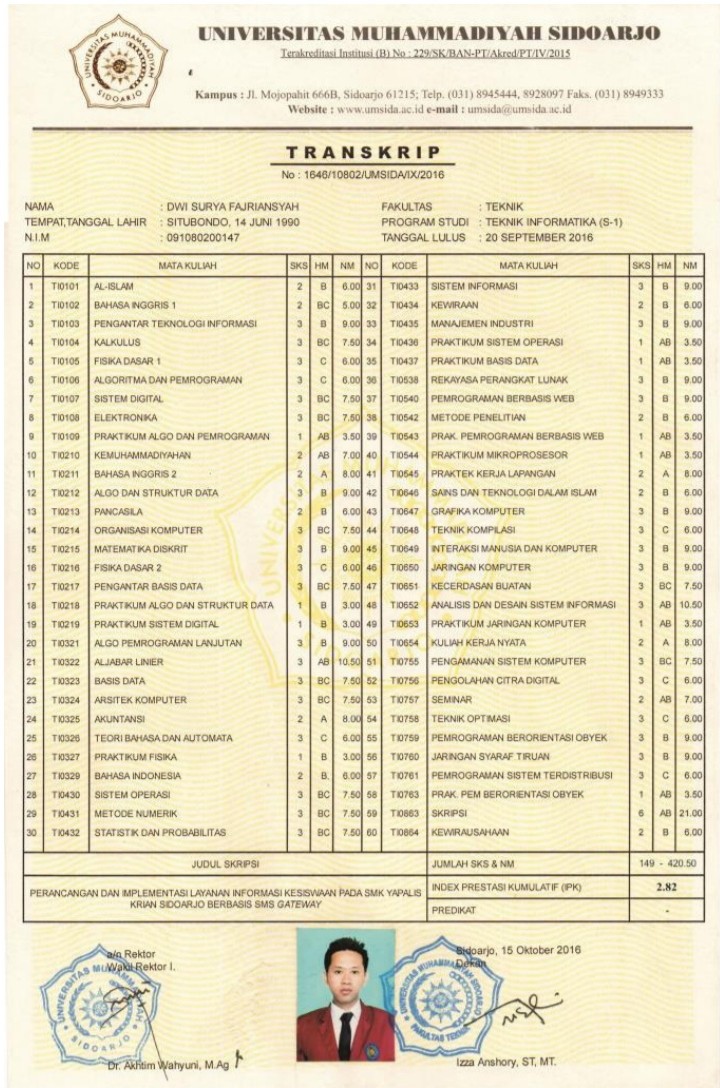 UNIVERSITAS MUHAMMADIYAH SIDOARJO
Terakreditasi Institusi (B) No : 229/SK/BAN-PT/Akred/PT/IV/2015
Kampus : Jl. Mojopahit 666B, Sidoarjo 61215; Telp. (031) 8945444, 8928097 Faks. (031) 8949333
Website : www.umsida.ac.id e-mail : umsida@umsida.ac.id
TRANSKRIP
No : 1646/10802/UMSIDA/IX/2016
NAMA : DWI SURYA FAJRIANSYAH FAKULTAS : TEKNIK
TEMPAT,TANGGAL LAHIR : SITUBONDO, 14 JUNI 1990 PROGRAM STUDI : TEKNIK INFORMATIKA (S-1)
N.I.M : 091080200147 TANGGAL LULUS : 20 SEPTEMBER 2016
NO KODE MATA KULIAH SKS HM NM NO KODE MATA KULIAH SKS HM NM
1 TI0101 AL-ISLAM 2 B 6.00 31 TI0433 SISTEM INFORMASI 3 B 9.00
2 TI0102 BAHASA INGGRIS 1 2 BC 5.00 32 TI0434 KEWIRAAN 2 B 6.00
3 TI0103 PENGANTAR TEKNOLOGI INFORMASI 3 B 9.00 33 TI0435 MANAJEMEN INDUSTRI 3 B 9.00
4 TI0104 KALKULUS 3 BC 7.50 34 TI0436 PRAKTIKUM SISTEM OPERASI 1 AB 3.50
5 TI0105 FISIKA DASAR 1 3 C 6.00 35 TI0437 PRAKTIKUM BASIS DATA 1 AB 3.50
6 TI0106 ALGORITMA DAN PEMROGRAMAN 3 C 6.00 36 TI0538 REKAYASA PERANGKAT LUNAK 3 B 9.00
7 TI0107 SISTEM DIGITAL 3 BC 7.50 37 TI0540 PEMROGRAMAN BERBASIS WEB 3 B 9.00
8 TI0108 ELEKTRONIKA 3 BC 7.50 38 TI0542 METODE PENELITIAN 2 B 6.00
9 TI0109 PRAKTIKUM ALGO DAN PEMROGRAMAN 1 AB 3.50 39 TI0543 PRAK. PEMROGRAMAN BERBASIS WEB 1 AB 3.50
10 TI0210 KEMUHAMMADIYAHAN 2 AB 7.00 40 TI0544 PRAKTIKUM MIKROPROSESOR 1 AB 3.50
11 TI0211 BAHASA INGGRIS 2 2 A 8.00 41 TI0545 PRAKTEK KERJA LAPANGAN 2 A 8.00
12 TI0212 ALGO DAN STRUKTUR DATA 3 B 9.00 42 TI0646 SAINS DAN TEKNOLOGI DALAM ISLAM 2 B 6.00
13 TI0213 PANCASILA 2 B 6.00 43 TI0647 GRAFIKA KOMPUTER 3 B 9.00
14 TI0214 ORGANISASI KOMPUTER 3 BC 7.50 44 TI0648 TEKNIK KOMPILASI 3 C 6.00
15 TI0215 MATEMATIKA DISKRIT 3 B 9.00 45 TI0649 INTERAKSI MANUSIA DAN KOMPUTER 3 B 9.00
16 TI0216 FISIKA DASAR 2 3 C 6.00 46 TI0650 JARINGAN KOMPUTER 3 B 9.00
17 TI0217 PENGANTAR BASIS DATA 3 BC 7.50 47 TI0651 KECERDASAN BUATAN 3 BC 7.50
18 TI0218 PRAKTIKUM ALGO DAN STRUKTUR DATA 1 B 3.00 48 TI0652 ANALISIS DAN DESAIN SISTEM INFORMASI 3 AB 10.50
19 TI0219 PRAKTIKUM SISTEM DIGITAL 1 B 3.00 49 TI0653 PRAKTIKUM JARINGAN KOMPUTER 1 AB 3.50
20 TI0321 ALGO PEMROGRAMAN LANJUTAN 3 B 9.00 50 TI0654 KULIAH KERJA NYATA 2 A 8.00
21 TI0322 ALJABAR LINIER 3 AB 10.50 51 TI0755 PENGAMANAN SISTEM KOMPUTER 3 BC 7.50
22 TI0323 BASIS DATA 3 BC 7.50 52 TI0756 PENGOLAHAN CITRA DIGITAL 3 C 6.00
23 TI0324 ARSITEK KOMPUTER 3 BC 7.50 53 TI0757 SEMINAR 2 AB 7.00
24 TI0325 AKUNTANSI 2 A 8.00 54 TI0758 TEKNIK OPTIMASI 3 C 6.00
25 TI0326 TEORI BAHASA DAN AUTOMATA 3 C 6.00 55 TI0759 PEMROGRAMAN BERORIENTASI OBYEK 3 B 9.00
26 TI0327 PRAKTIKUM FISIKA 1 B 3.00 56 TI0760 JARINGAN SYARAF TIRUAN 3 B 9.00
27 TI0329 BAHASA INDONESIA 2 B. 6.00 57 TI0761 PEMROGRAMAN SISTEM TERDISTRIBUSI 3 C 6.00
28 TI0430 SISTEM OPERASI 3 BC 7.50 58 TI0763 PRAK. PEM BERORIENTASI OBYEK 1 AB 3.50
29 TI0431 METODE NUMERIK 3 BC 7.50 59 TI0863 SKRIPSI 6 AB 21.00
30 TI0432 STATISTIK DAN PROBABILITAS 3 BC 7.50 60 TI0864 KEWIRAUSAHAAN 2 B 6.00
JUDUL SKRIPSI JUMLAH SKS & NM 149 - 420.50
PERANCANGAN DAN IMPLEMENTASI LAYANAN INFORMASI KESISWAAN PADA SMK YAPALIS
KRIAN SIDOARJO BERBASIS SMS GATEWAY
INDEX PRESTASI KUMULATIF (IPK) 2.82
PREDIKAT -
a/n Rektor
Wakil Rektor I.
Dr. Akhtim Wahyuni, M.Ag
Sidoarjo, 15 Oktober 2016
Dekan
Izza Anshory, ST, MT.
UNIVERSITAS MUHAMMADIYAH SIDOARJO
FAKULTAS TEKNIK